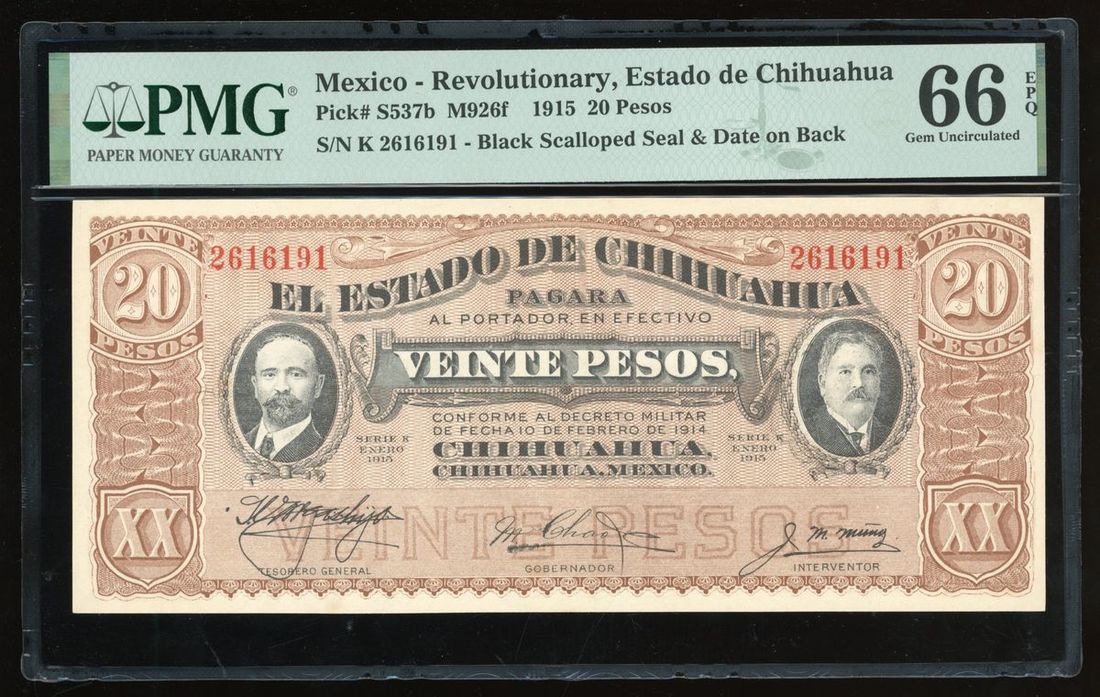 PMG®
PAPER MONEY GUARANTY
Mexico - Revolutionary, Estado de Chihuahua
Pick# S537b M926f 1915 20 Pesos
S/N K 2616191 - Black Scalloped Seal & Date on Back
66 EPQ
Gem Uncirculated
VEINTE 20 PESOS
2616191
2616191
VEINTE 20 PESOS
EL ESTADO DE CHIHUAHUA
PAGARA
AL PORTADOR, EN EFECTIVO
VEINTE PESOS,
CONFORME AL DECRETO MILITAR
DE FECHA 10 DE FEBRERO DE 1914
CHIHUAHUA,
CHIHUAHUA, MEXICO.
SERIE K
ENERO
1915
SERIE K
ENERO
1915
XX
VEINTE PESOS
XX
M. Chao
J. M. Muñoz
TESORERO GENERAL
GOBERNADOR
INTERVENTOR